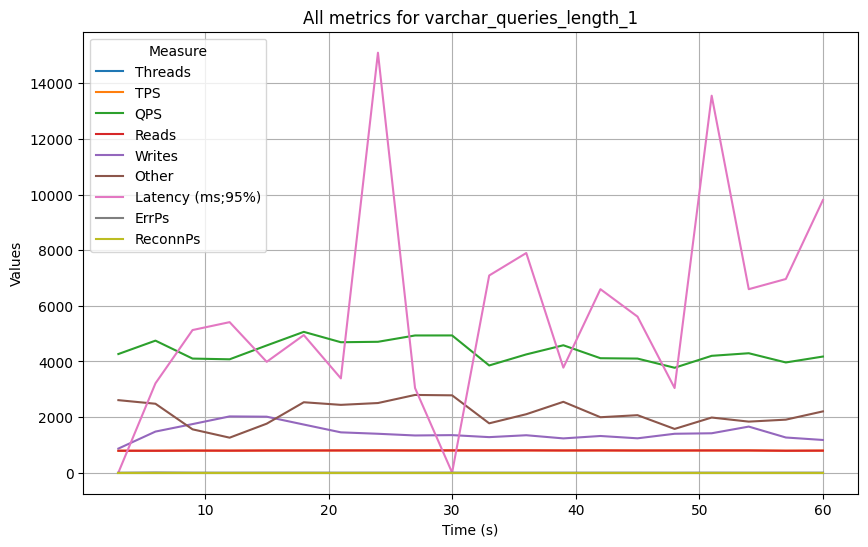 All metrics for varchar_queries_length_1
Measure
Threads
TPS
QPS
Reads
Writes
Other
Latency (ms;95%)
ErrPs
ReconnPs
Values
14000
12000
10000
8000
6000
4000
2000
0
10 20 30 40 50 60
Time (s)